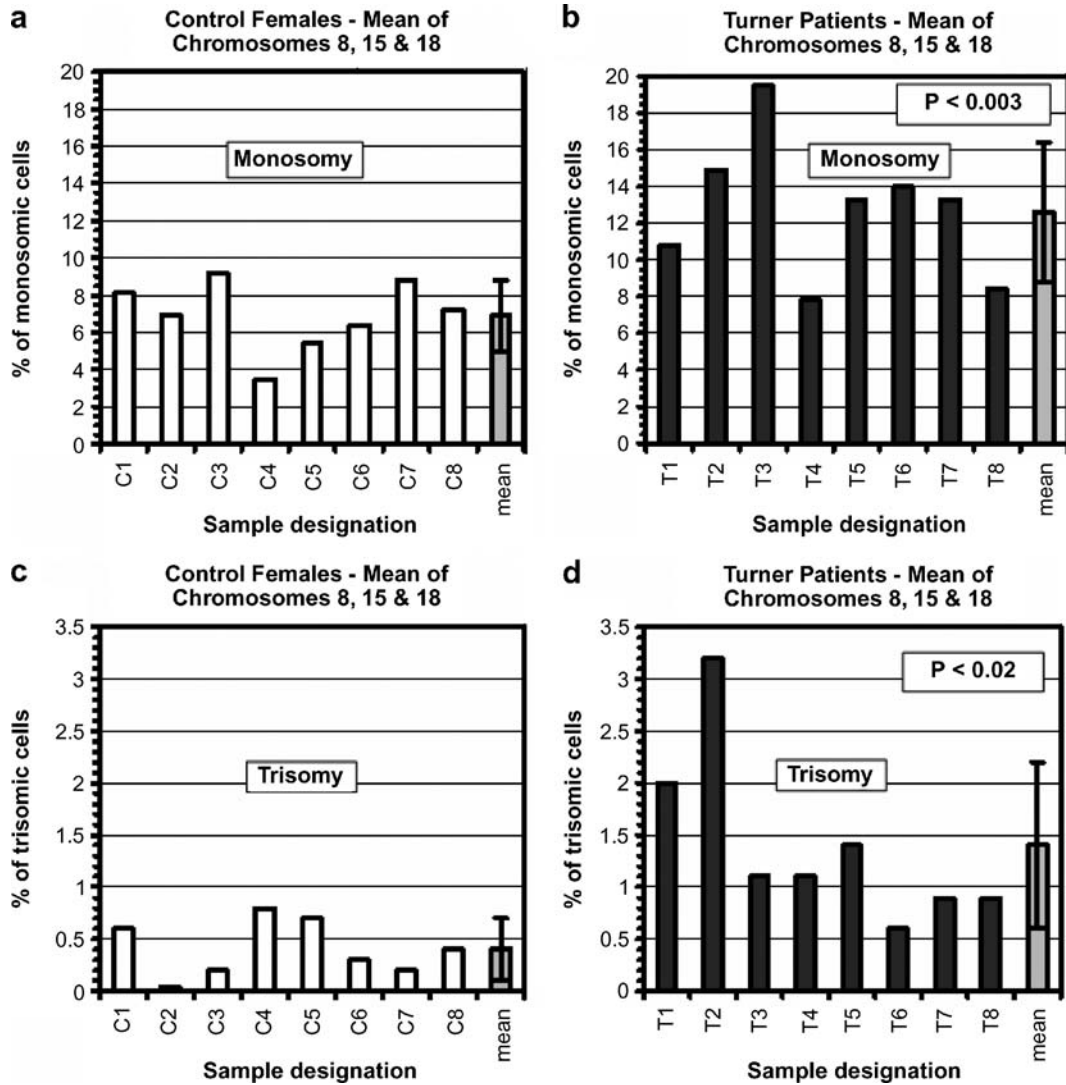 a
Control Females - Mean of
Chromosomes 8, 15 & 18
% of monosomic cells
20
18
16
14
12
10
8
6
4
2
0
Monosomy
C1
C2
C3
C4
C5
C6
C7
C8
mean
Sample designation
b
Turner Patients - Mean of
Chromosomes 8, 15 & 18
% of monosomic cells
20
18
16
14
12
10
8
6
4
2
0
P < 0.003
Monosomy
T1
T2
T3
T4
T5
T6
T7
T8
mean
Sample designation
c
Control Females - Mean of
Chromosomes 8, 15 & 18
% of trisomic cells
3.5
3
2.5
2
1.5
1
0.5
0
Trisomy
C1
C2
C3
C4
C5
C6
C7
C8
mean
Sample designation
d
Turner Patients - Mean of
Chromosomes 8, 15 & 18
% of trisomic cells
3.5
3
2.5
2
1.5
1
0.5
0
P < 0.02
Trisomy
T1
T2
T3
T4
T5
T6
T7
T8
mean
Sample designation